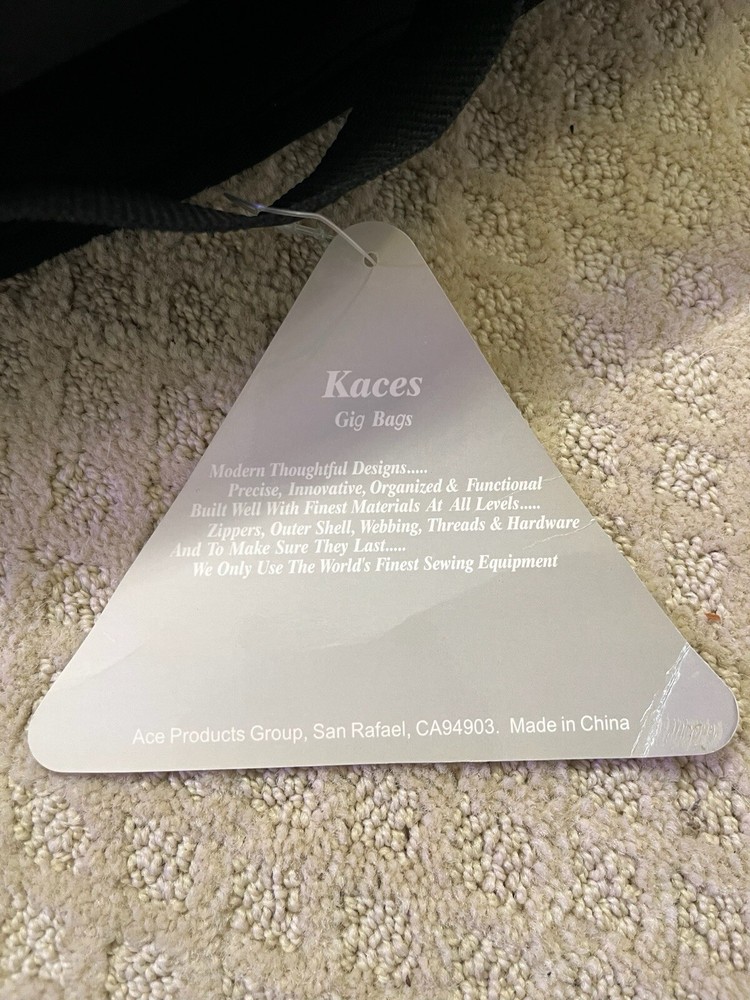 Kaces
Gig Bags
Modern Thoughtful Designs.....
Precise, Innovative, Organized & Functional
Built Well With Finest Materials At All Levels.....
Zippers, Outer Shell, Webbing, Threads & Hardware
And To Make Sure They Last.....
We Only Use The World's Finest Sewing Equipment
Ace Products Group, San Rafael, CA94903. Made in China